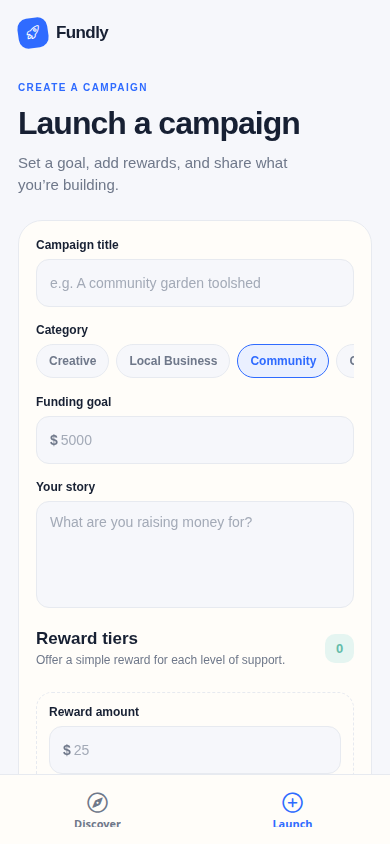 Fundly
CREATE A CAMPAIGN
Launch a campaign
Set a goal, add rewards, and share what
you’re building.
Campaign title
e.g. A community garden toolshed
Category
Creative
Local Business
Community
Funding goal
$ 5000
Your story
What are you raising money for?
Reward tiers
0
Offer a simple reward for each level of support.
Reward amount
$ 25
Discover
Launch